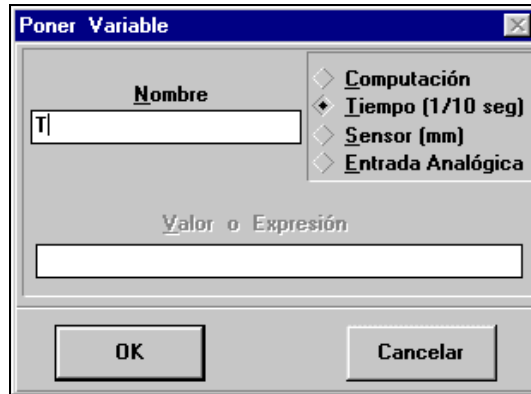 Poner Variable
Nombre
T
Computación
Tiempo (1/10 seg)
Sensor (mm)
Entrada Analógica
Valor o Expresión
OK
Cancelar